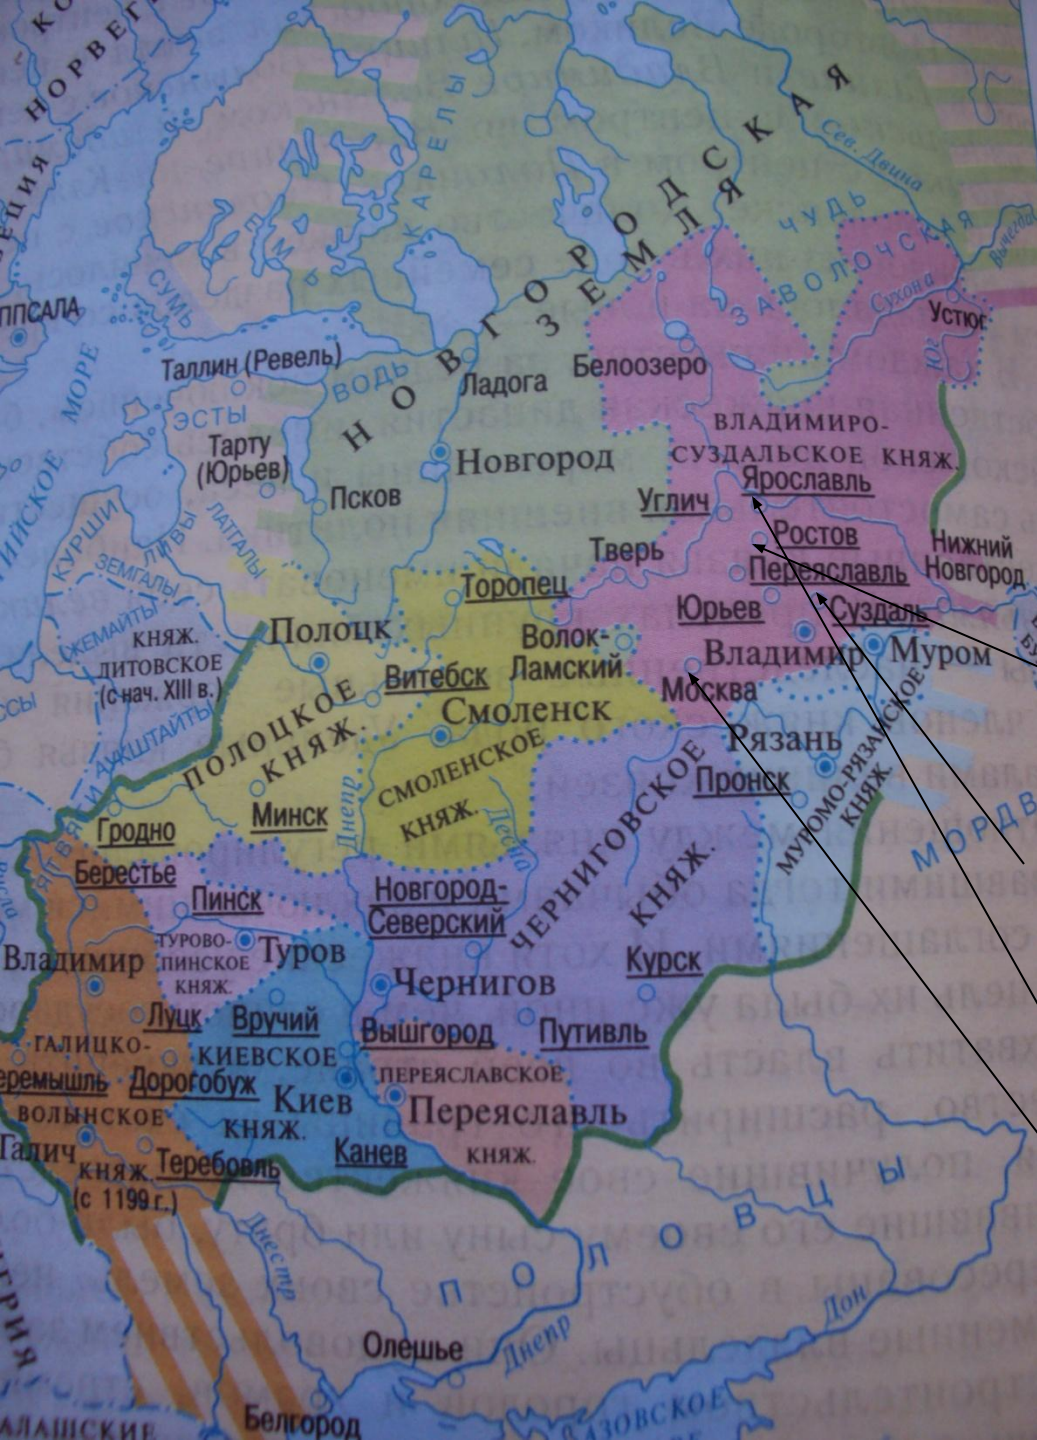 НОРВЕГ
КАРЕЛЫ
НОВГОРОДСКАЯ
ЗЕМЛЯ
Сев. Двина
ЧУДЬ
ЗАВОЛОЧСКАЯ
Вычегда
Сухона
Устюг
Юг
СУМЬ
ППСАЛА
МОРЕ
Таллин (Ревель)
ВОДЬ
Ладога
Белоозеро
ЭСТЫ
Тарту
(Юрьев)
Псков
Новгород
ВЛАДИМИРО-
СУЗДАЛЬСКОЕ КНЯЖ.
Ярославль
Углич
Ростов
Тверь
Переяславль
Нижний
Новгород
КУРШИ
ЛИВЫ
ЛАТГАЛЫ
ЗЕМГАЛЫ
ЖЕМАЙТЫ
КНЯЖ.
ЛИТОВСКОЕ
(с нач. XIII в.)
АУКШТАЙТЫ
Торопец
Юрьев
Суздаль
Полоцк
Волок-
Ламский
Владимир
Муром
Витебск
Москва
Смоленск
ПОЛОЦКОЕ
КНЯЖ.
Рязань
Пронск
МУРОМО-РЯЗАНСКОЕ
КНЯЖ.
СМОЛЕНСКОЕ
КНЯЖ.
Днепр
Десна
Минск
ЧЕРНИГОВСКОЕ
КНЯЖ.
МОРДВ
Гродно
ЯТВЯГИ
Берестье
Пинск
Новгород-
Северский
ТУРОВО-
ПИНСКОЕ
КНЯЖ.
Туров
Владимир
Чернигов
Курск
Луцк
Вручий
Вышгород
Путивль
ГАЛИЦКО-
КИЕВСКОЕ
ПЕРЕЯСЛАВСКОЕ
еремышль
Дорогобуж
Киев
Переяславль
ВОЛЫНСКОЕ
КНЯЖ.
КНЯЖ.
Галич
КНЯЖ.
(с 1199 г.)
Теребовль
Канев
ПОЛОВЦЫ
Днестр
Дон
Олешье
Днепр
Белгород
АЗОВСКОЕ
АЛАШСКИЕ